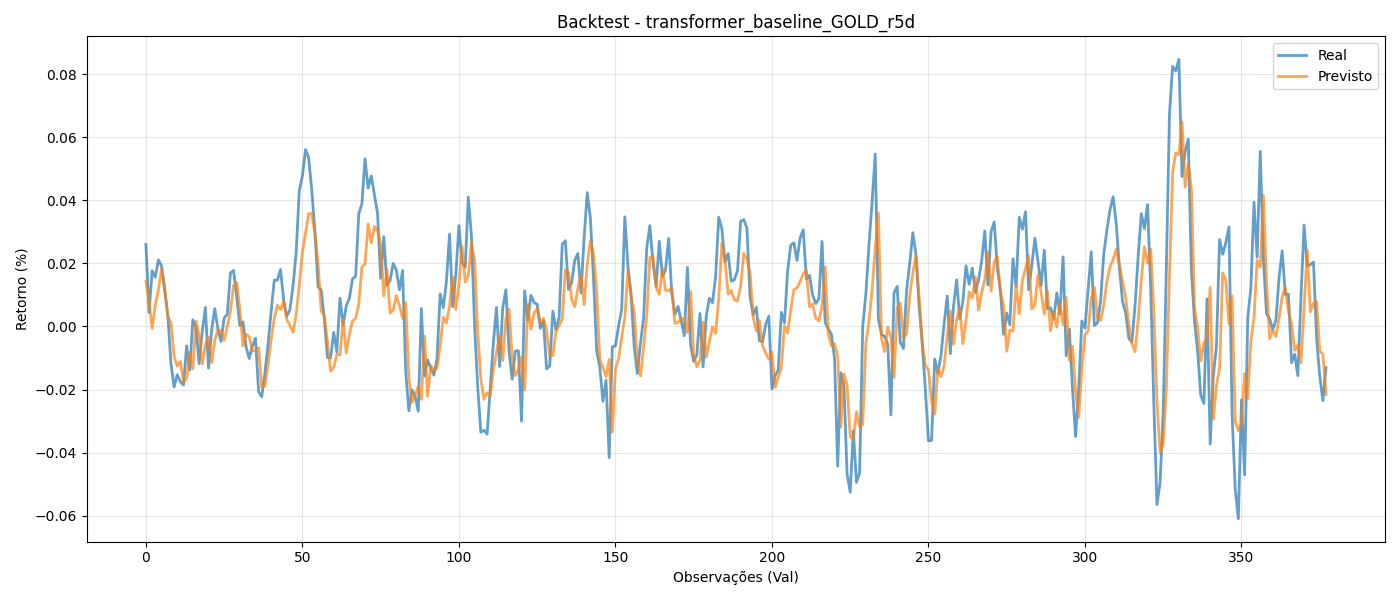 Backtest - transformer_baseline_GOLD_r5d
Real
Previsto
Retorno (%)
0.08
0.06
0.04
0.02
0.00
−0.02
−0.04
−0.06
0 50 100 150 200 250 300 350
Observações (Val)